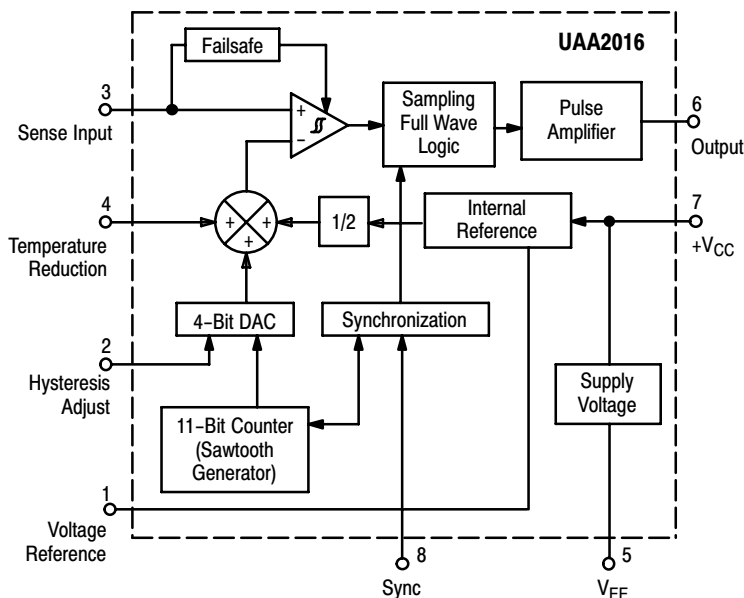 UAA2016
Failsafe
3
Sense Input
+
−
Sampling
Full Wave
Logic
Pulse
Amplifier
6
Output
4
Temperature
Reduction
+
+
+
1/2
Internal
Reference
7
+VCC
4–Bit DAC
Synchronization
2
Hysteresis
Adjust
11–Bit Counter
(Sawtooth
Generator)
Supply
Voltage
1
Voltage
Reference
8
Sync
5
VEE